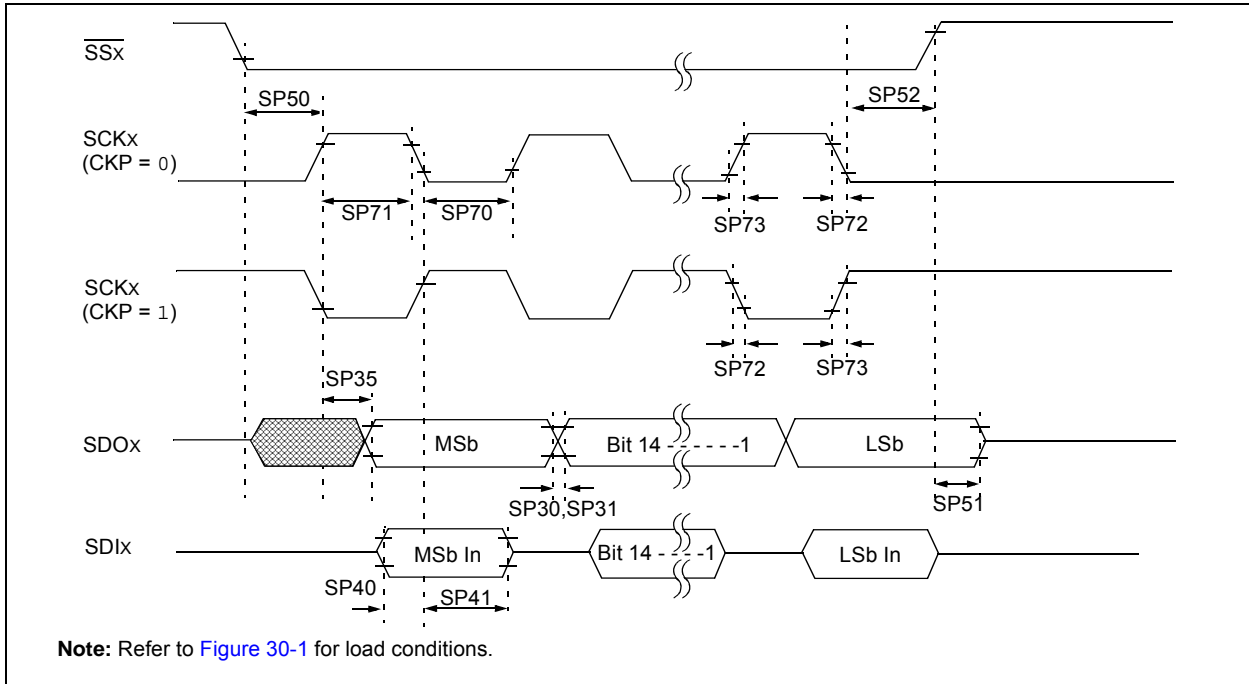 SSx
SP50
SP52
SCKx
(CKP = 0)
SP71
SP70
SP73
SP72
SCKx
(CKP = 1)
SP72
SP73
SP35
SDOx
MSb
Bit 14 - - - - - -1
LSb
SP30,SP31
SP51
SDIx
MSb In
Bit 14 - - - -1
LSb In
SP40
SP41
Note: Refer to Figure 30-1 for load conditions.